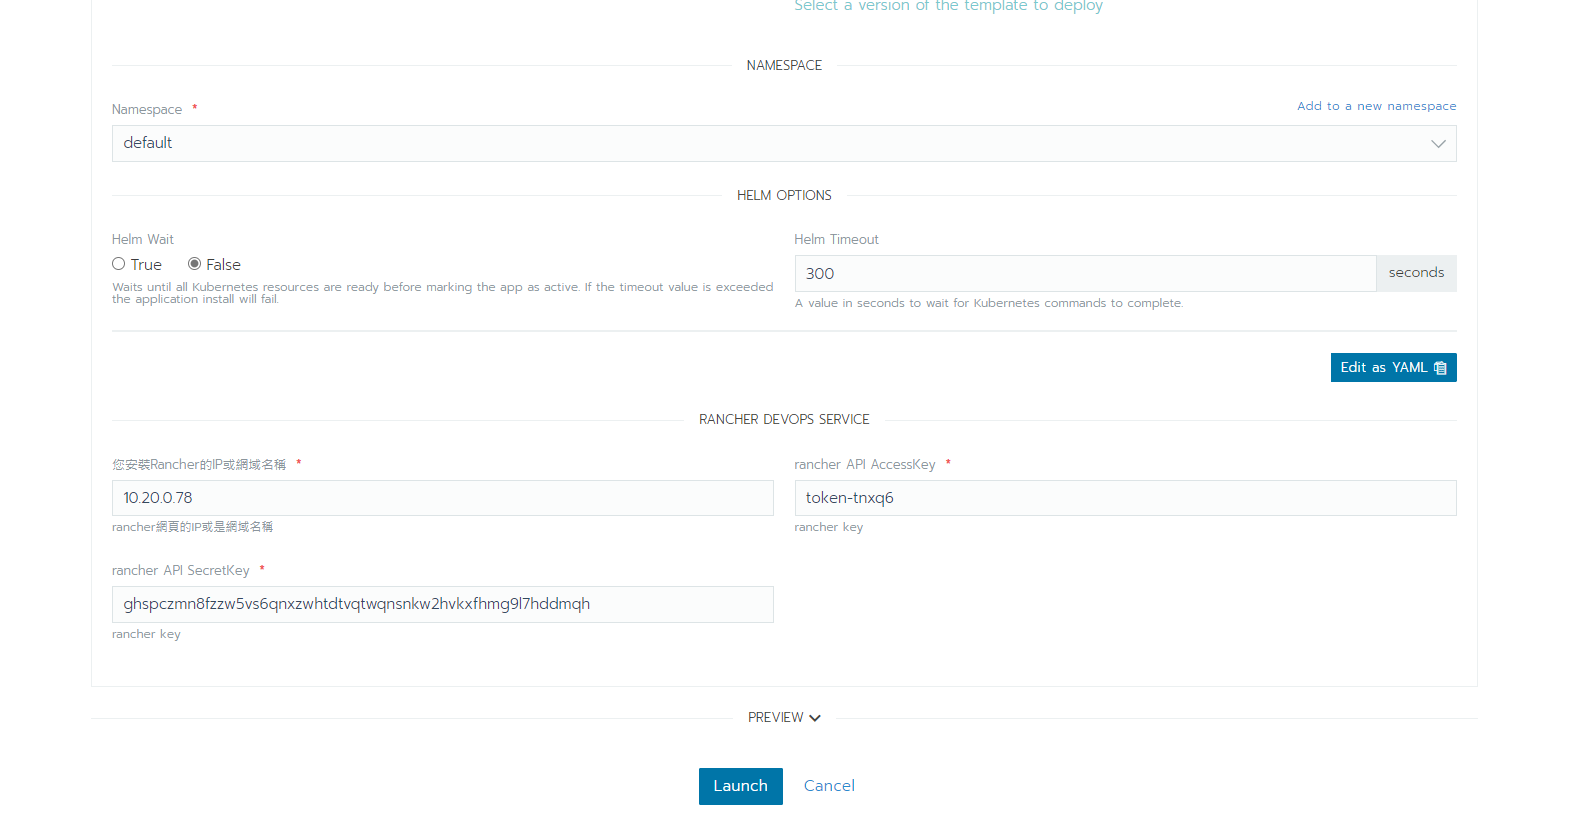 Select a version of the template to deploy
NAMESPACE
Namespace *
Add to a new namespace
default
HELM OPTIONS
Helm Wait
True False
Waits until all Kubernetes resources are ready before marking the app as active. If the timeout value is exceeded
the application install will fail.
Helm Timeout
300 seconds
A value in seconds to wait for Kubernetes commands to complete.
Edit as YAML
RANCHER DEVOPS SERVICE
您安裝Rancher的IP或網域名稱 *
10.20.0.78
rancher網頁的IP或是網域名稱
rancher API AccessKey *
token-tnxq6
rancher key
rancher API SecretKey *
ghspczmn8fzzw5vs6qnxzwhtdtvqtwqnsnkw2hvkxfhmg9l7hddmqh
rancher key
PREVIEW
Launch Cancel